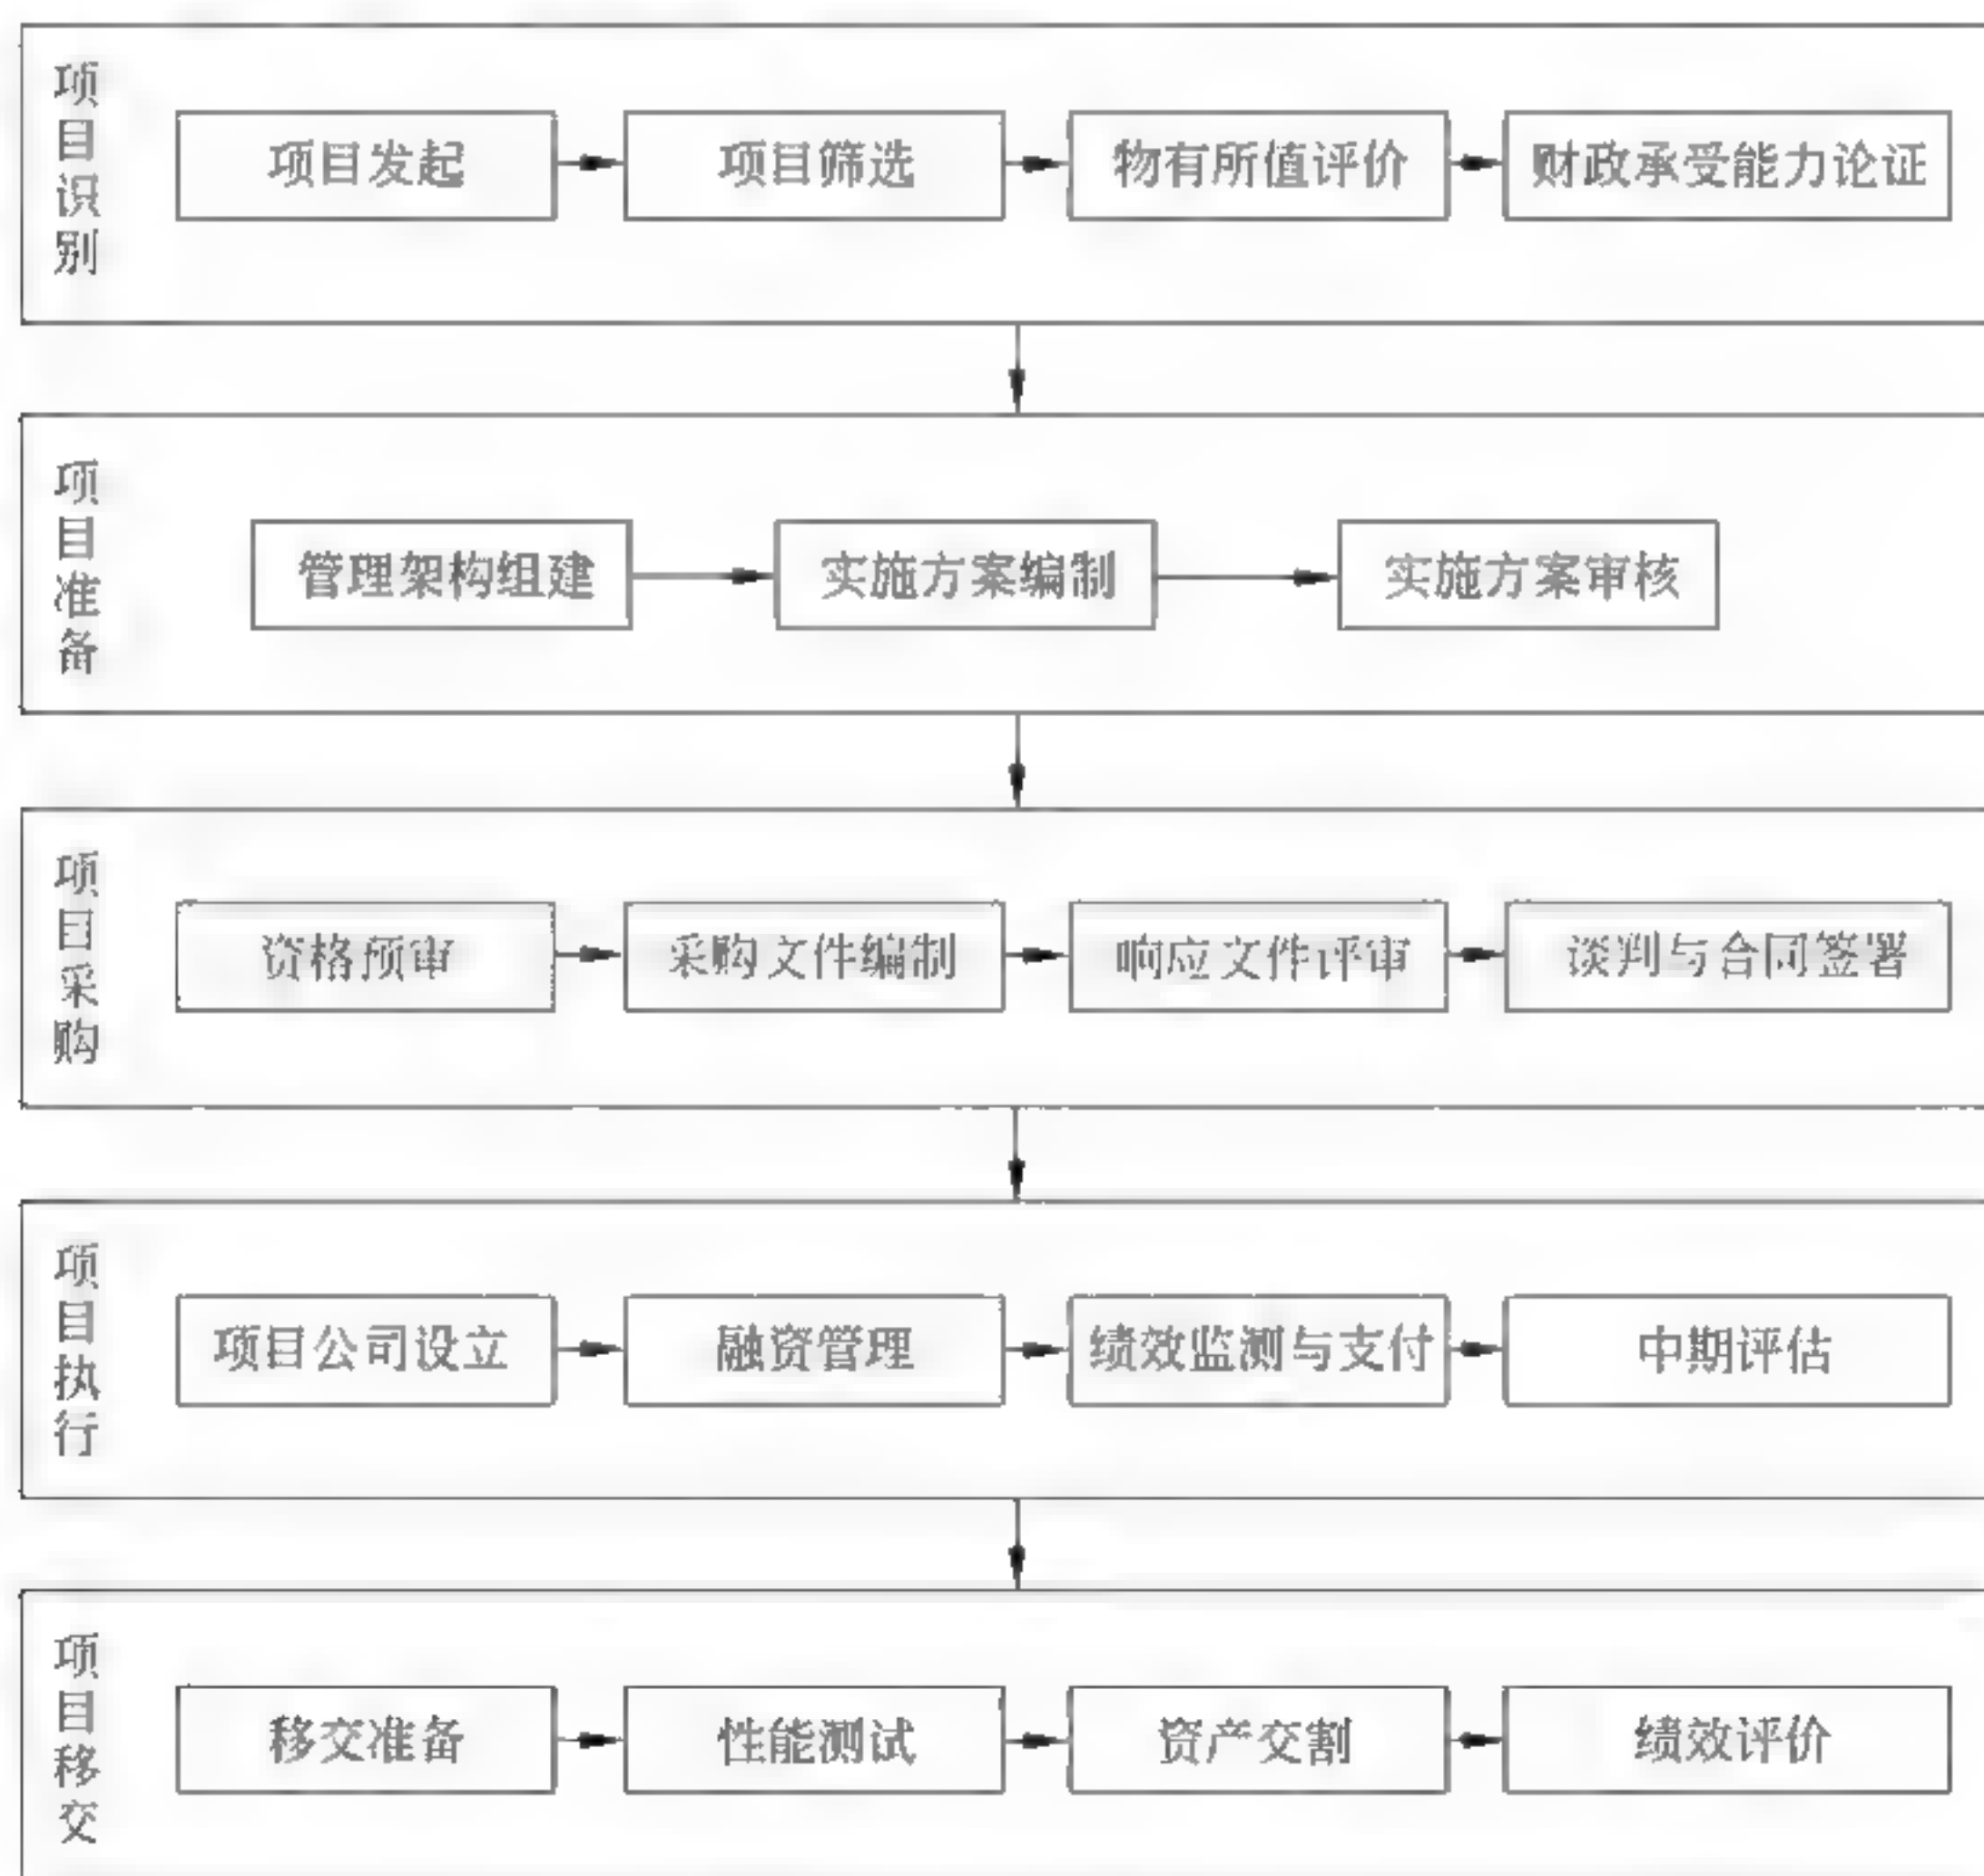 项目识别
项目发起
项目筛选
物有所值评价
财政承受能力论证
项目准备
管理架构组建
实施方案编制
实施方案审核
项目采购
资格预审
采购文件编制
响应文件评审
谈判与合同签署
项目执行
项目公司设立
融资管理
绩效监测与支付
中期评估
项目移交
移交准备
性能测试
资产交割
绩效评价